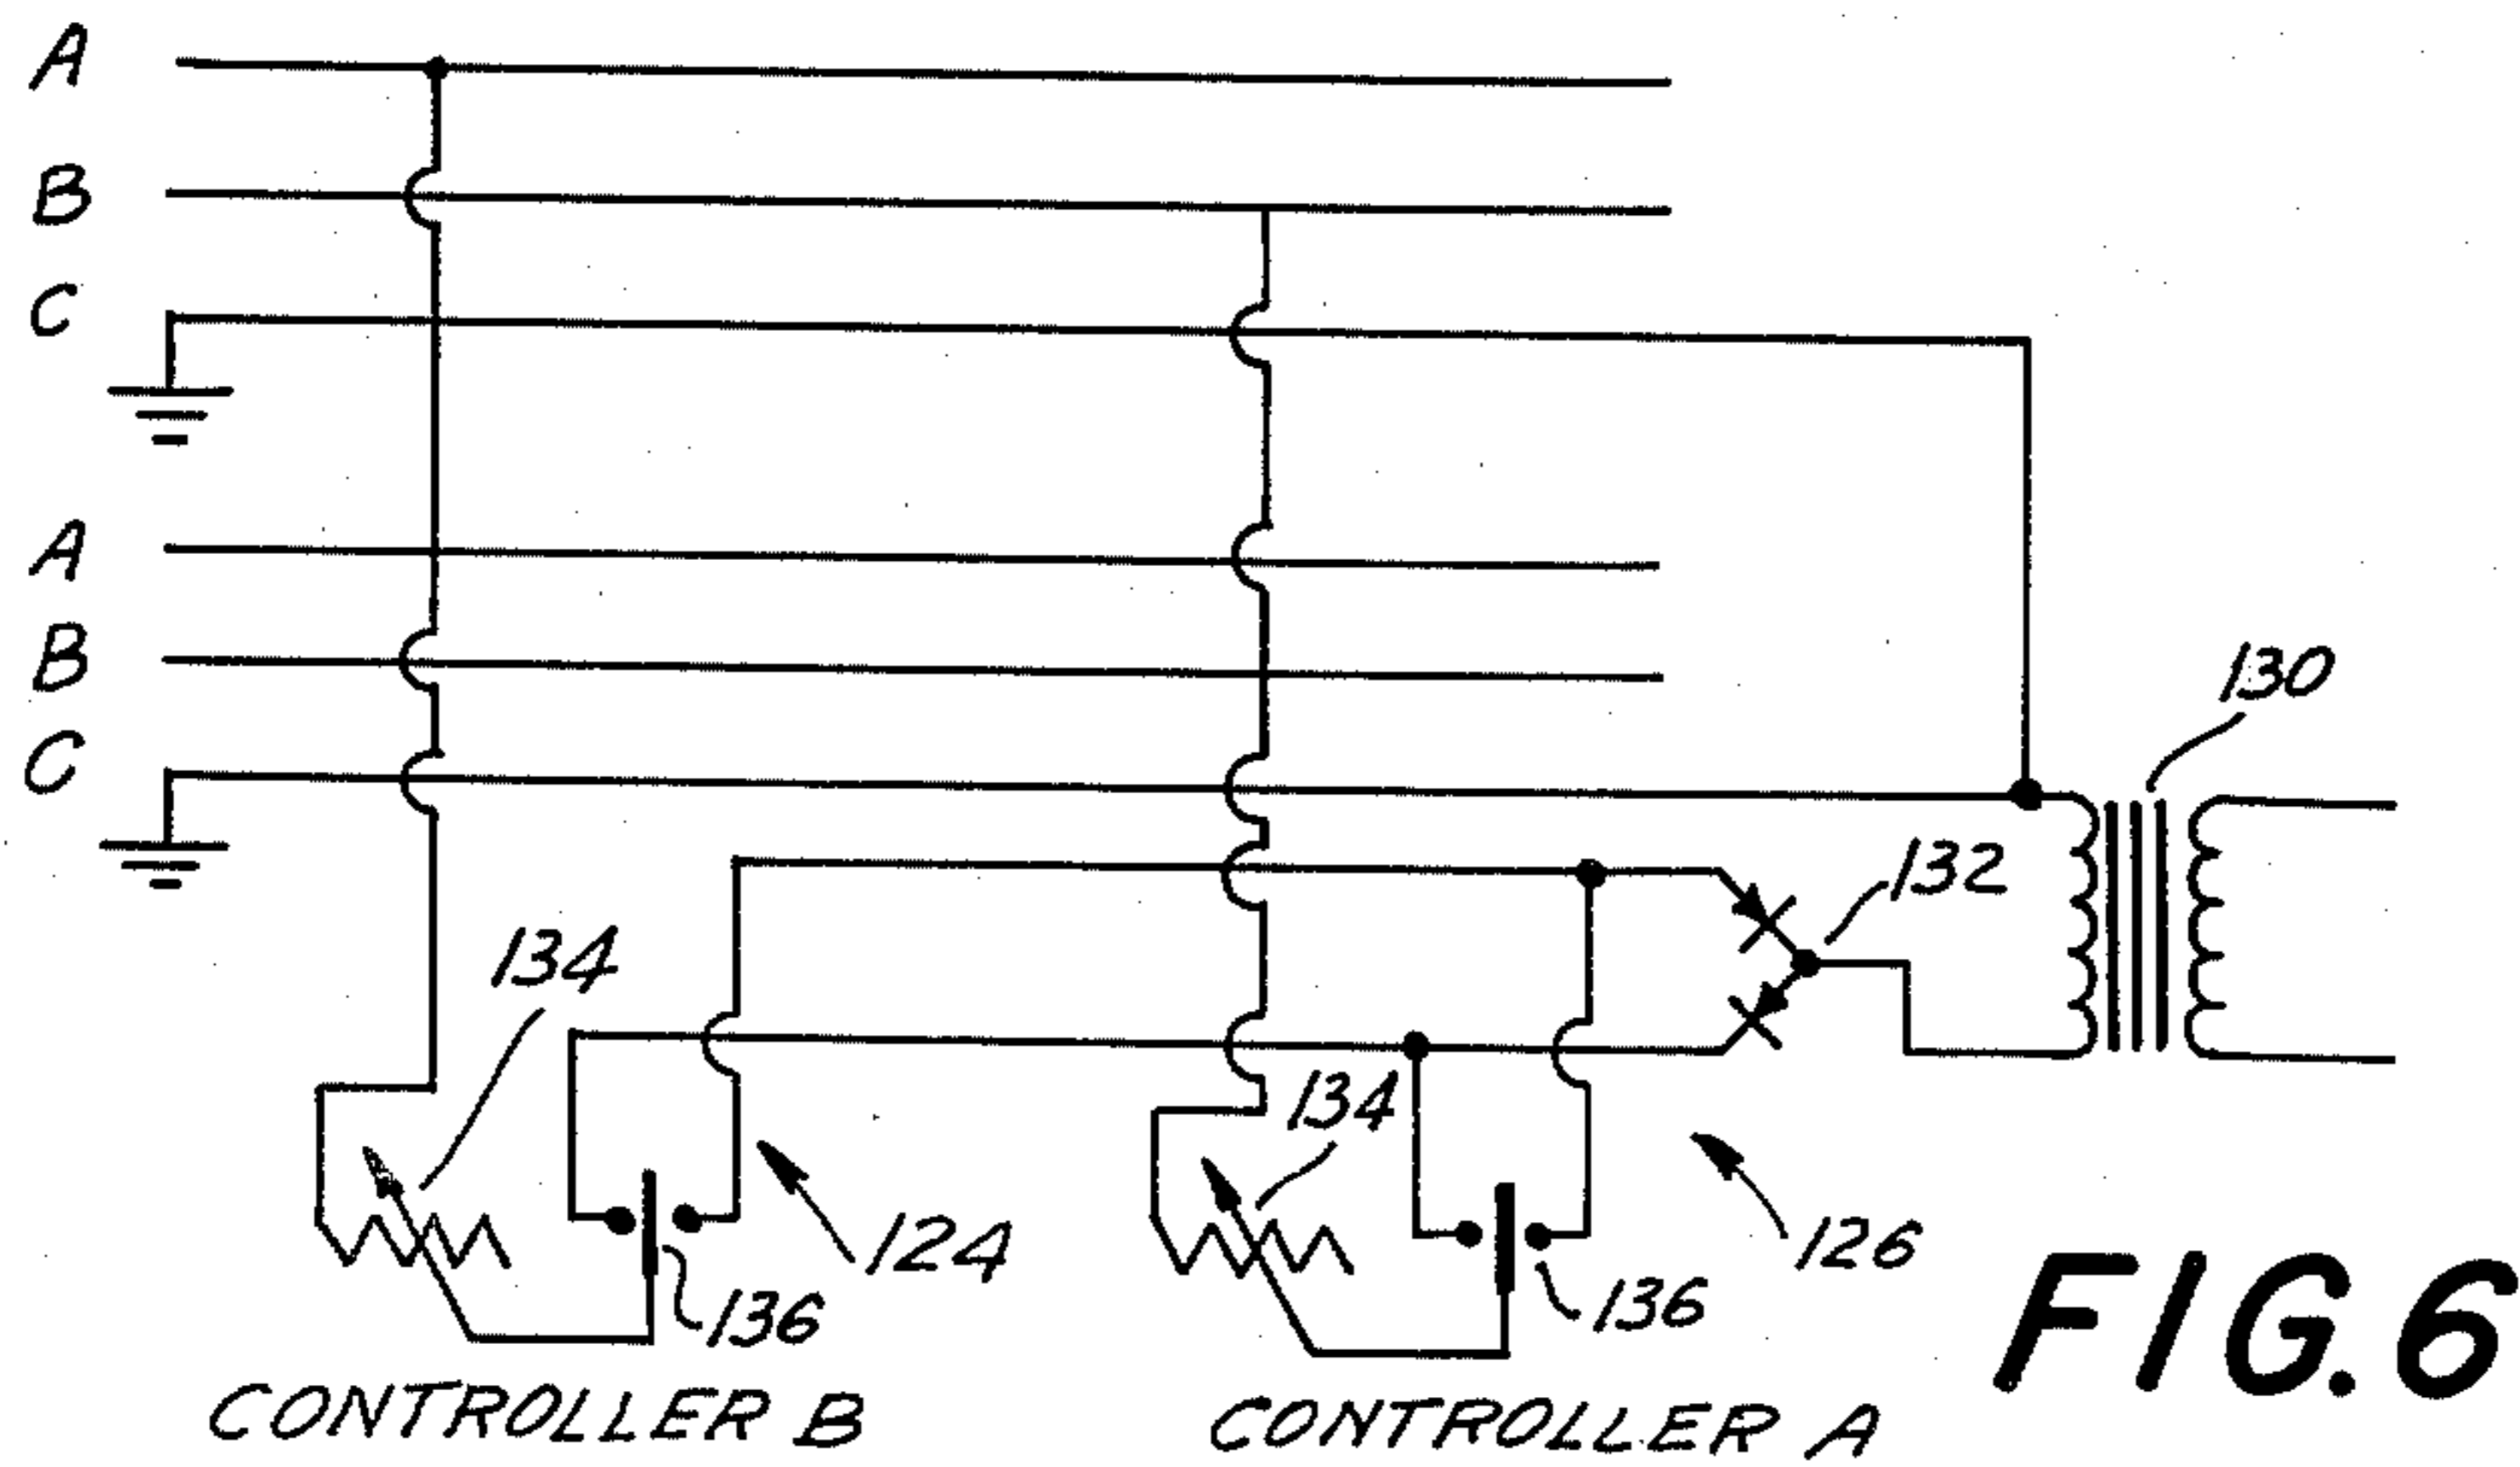 A
B
C
A
B
C
130
132
134
134
124
126
136
136
CONTROLLER B
CONTROLLER A
FIG. 6